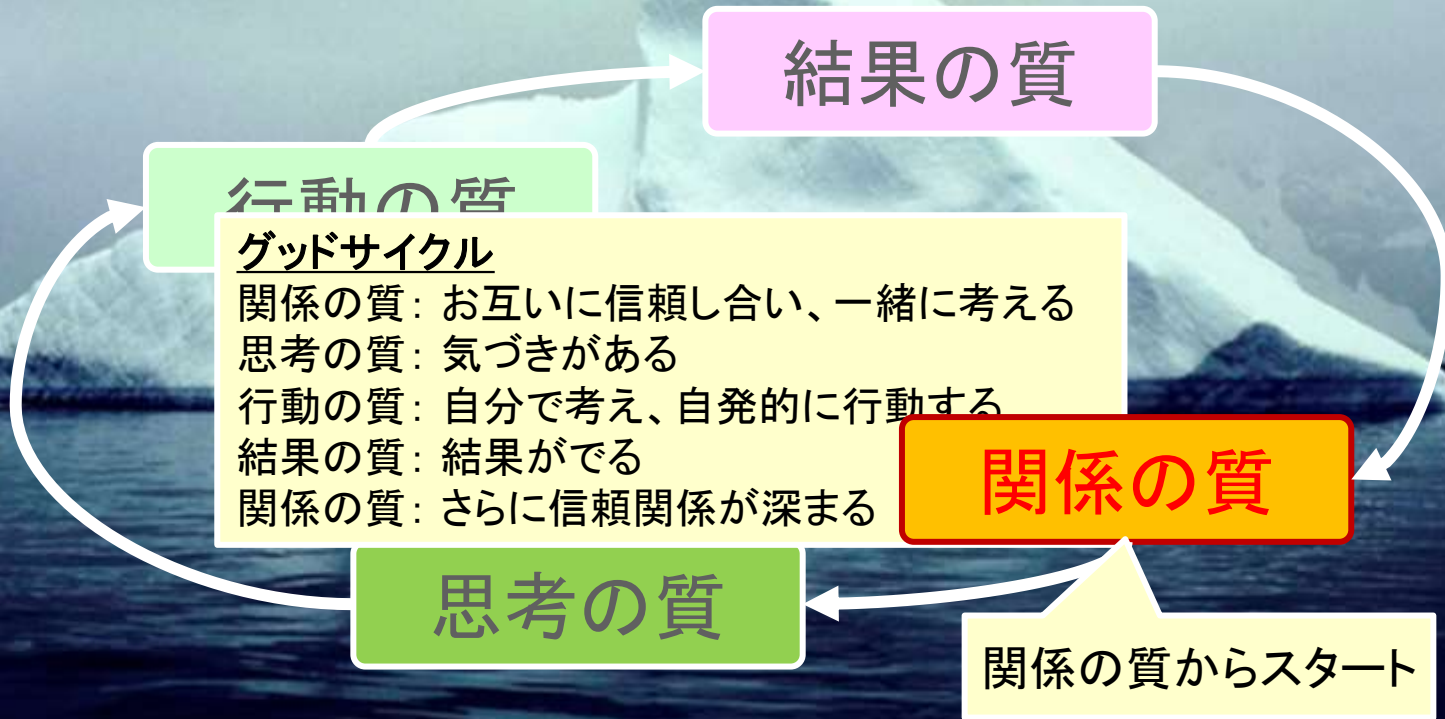 結果の質
行動の質
グッドサイクル
関係の質： お互いに信頼し合い、一緒に考える
思考の質： 気づきがある
行動の質： 自分で考え、自発的に行動する
結果の質： 結果がでる
関係の質： さらに信頼関係が深まる
関係の質
思考の質
関係の質からスタート